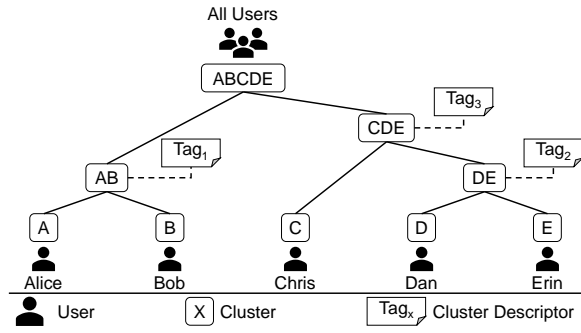 All Users
ABCDE
Tag₃
CDE
Tag₁
Tag₂
AB
DE
A B C D E
Alice Bob Chris Dan Erin
User X Cluster Tagₓ Cluster Descriptor